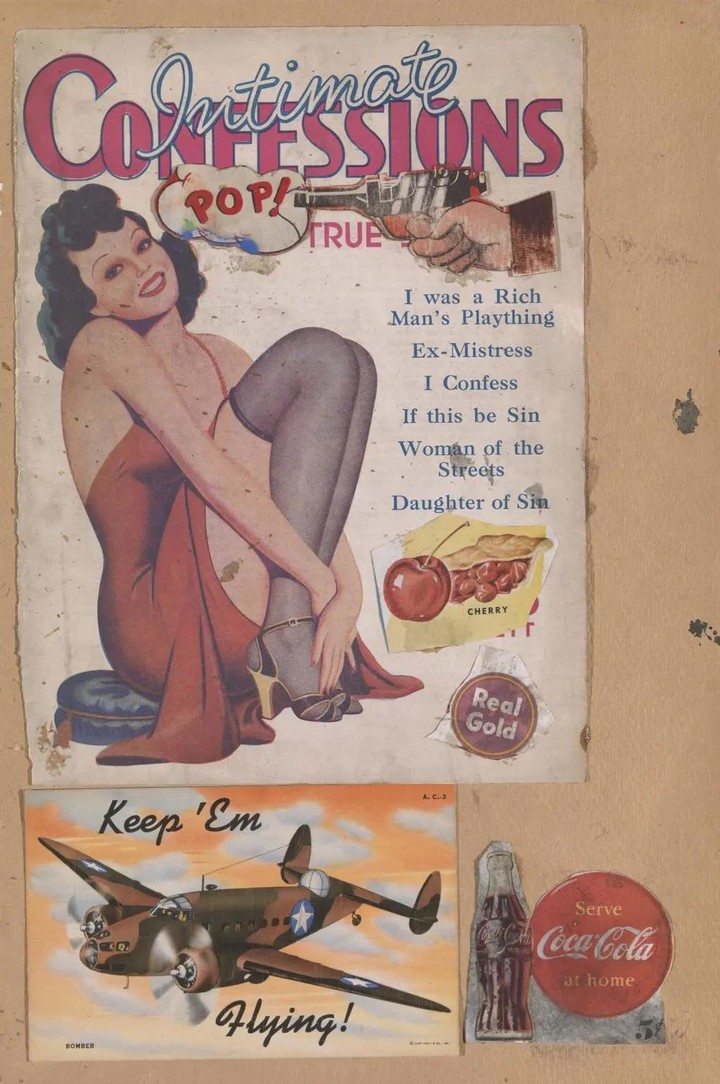 Intimate
CONFESSIONS
POP!
TRUE
I was a Rich
Man's Plaything
Ex-Mistress
I Confess
If this be Sin
Woman of the
Streets
Daughter of Sin
CHERRY
Real
Gold
Keep 'Em
A. C.-3
Flying!
BOMBER
Serve
Coca-Cola
at home
Coca-Cola
5¢